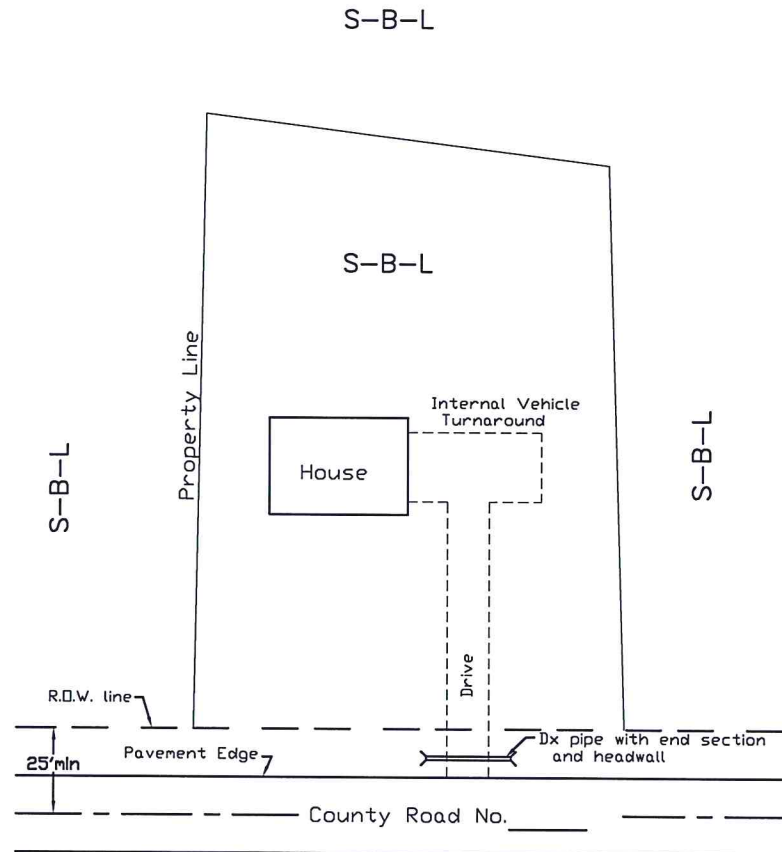 S-B-L
S-B-L
Property Line
Internal Vehicle
Turnaround
House
S-B-L
S-B-L
Drive
R.O.W. line
Dx pipe with end section
and headwall
Pavement Edge
25'min
County Road No.